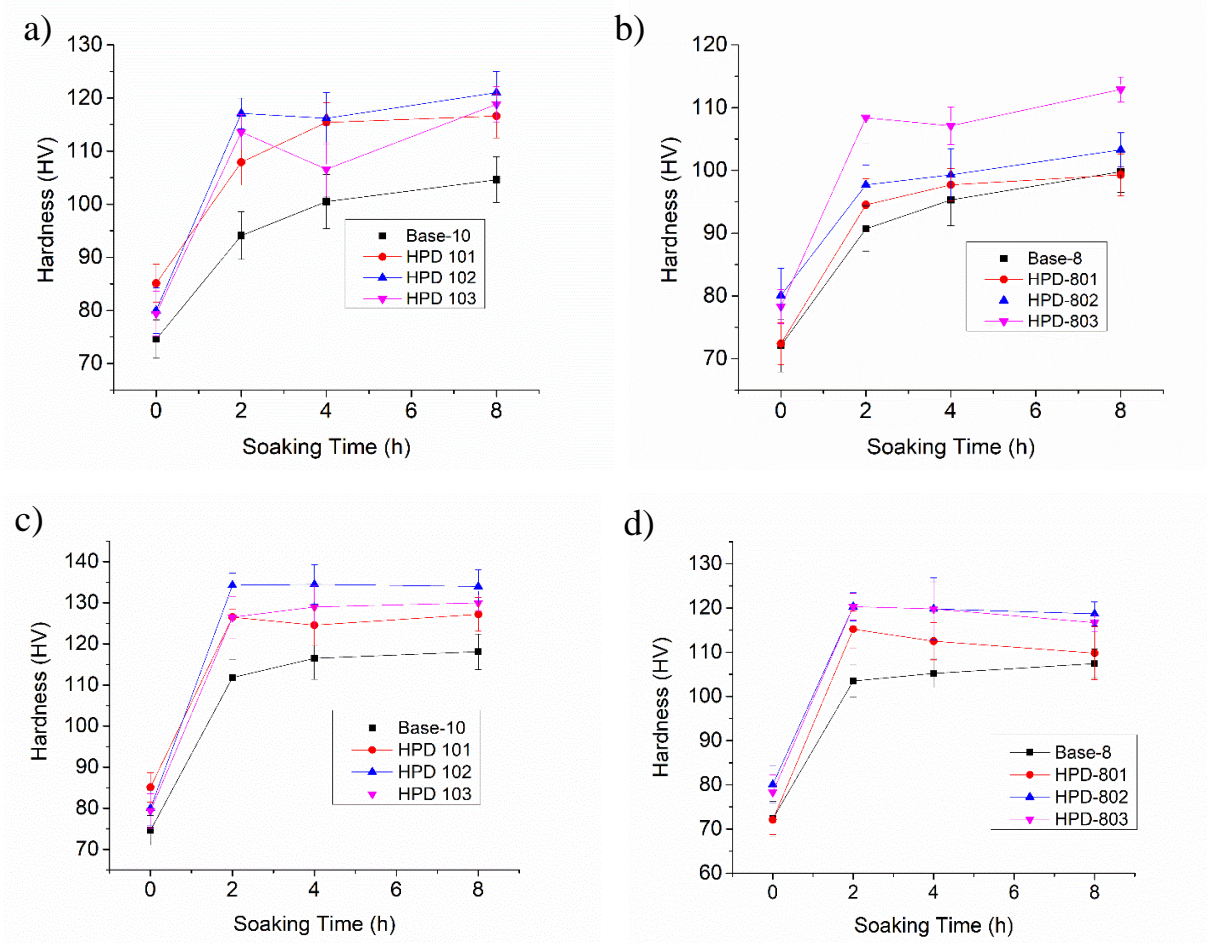 a)
130
120
110
100
90
80
70
Hardness (HV)
0 2 4 6 8
Soaking Time (h)
Base-10
HPD 101
HPD 102
HPD 103
b)
120
110
100
90
80
70
Hardness (HV)
0 2 4 6 8
Soaking Time (h)
Base-8
HPD-801
HPD-802
HPD-803
c)
140
130
120
110
100
90
80
70
Hardness (HV)
0 2 4 6 8
Soaking Time (h)
Base-10
HPD 101
HPD 102
HPD 103
d)
130
120
110
100
90
80
70
60
Hardness (HV)
0 2 4 6 8
Soaking Time (h)
Base-8
HPD-801
HPD-802
HPD-803